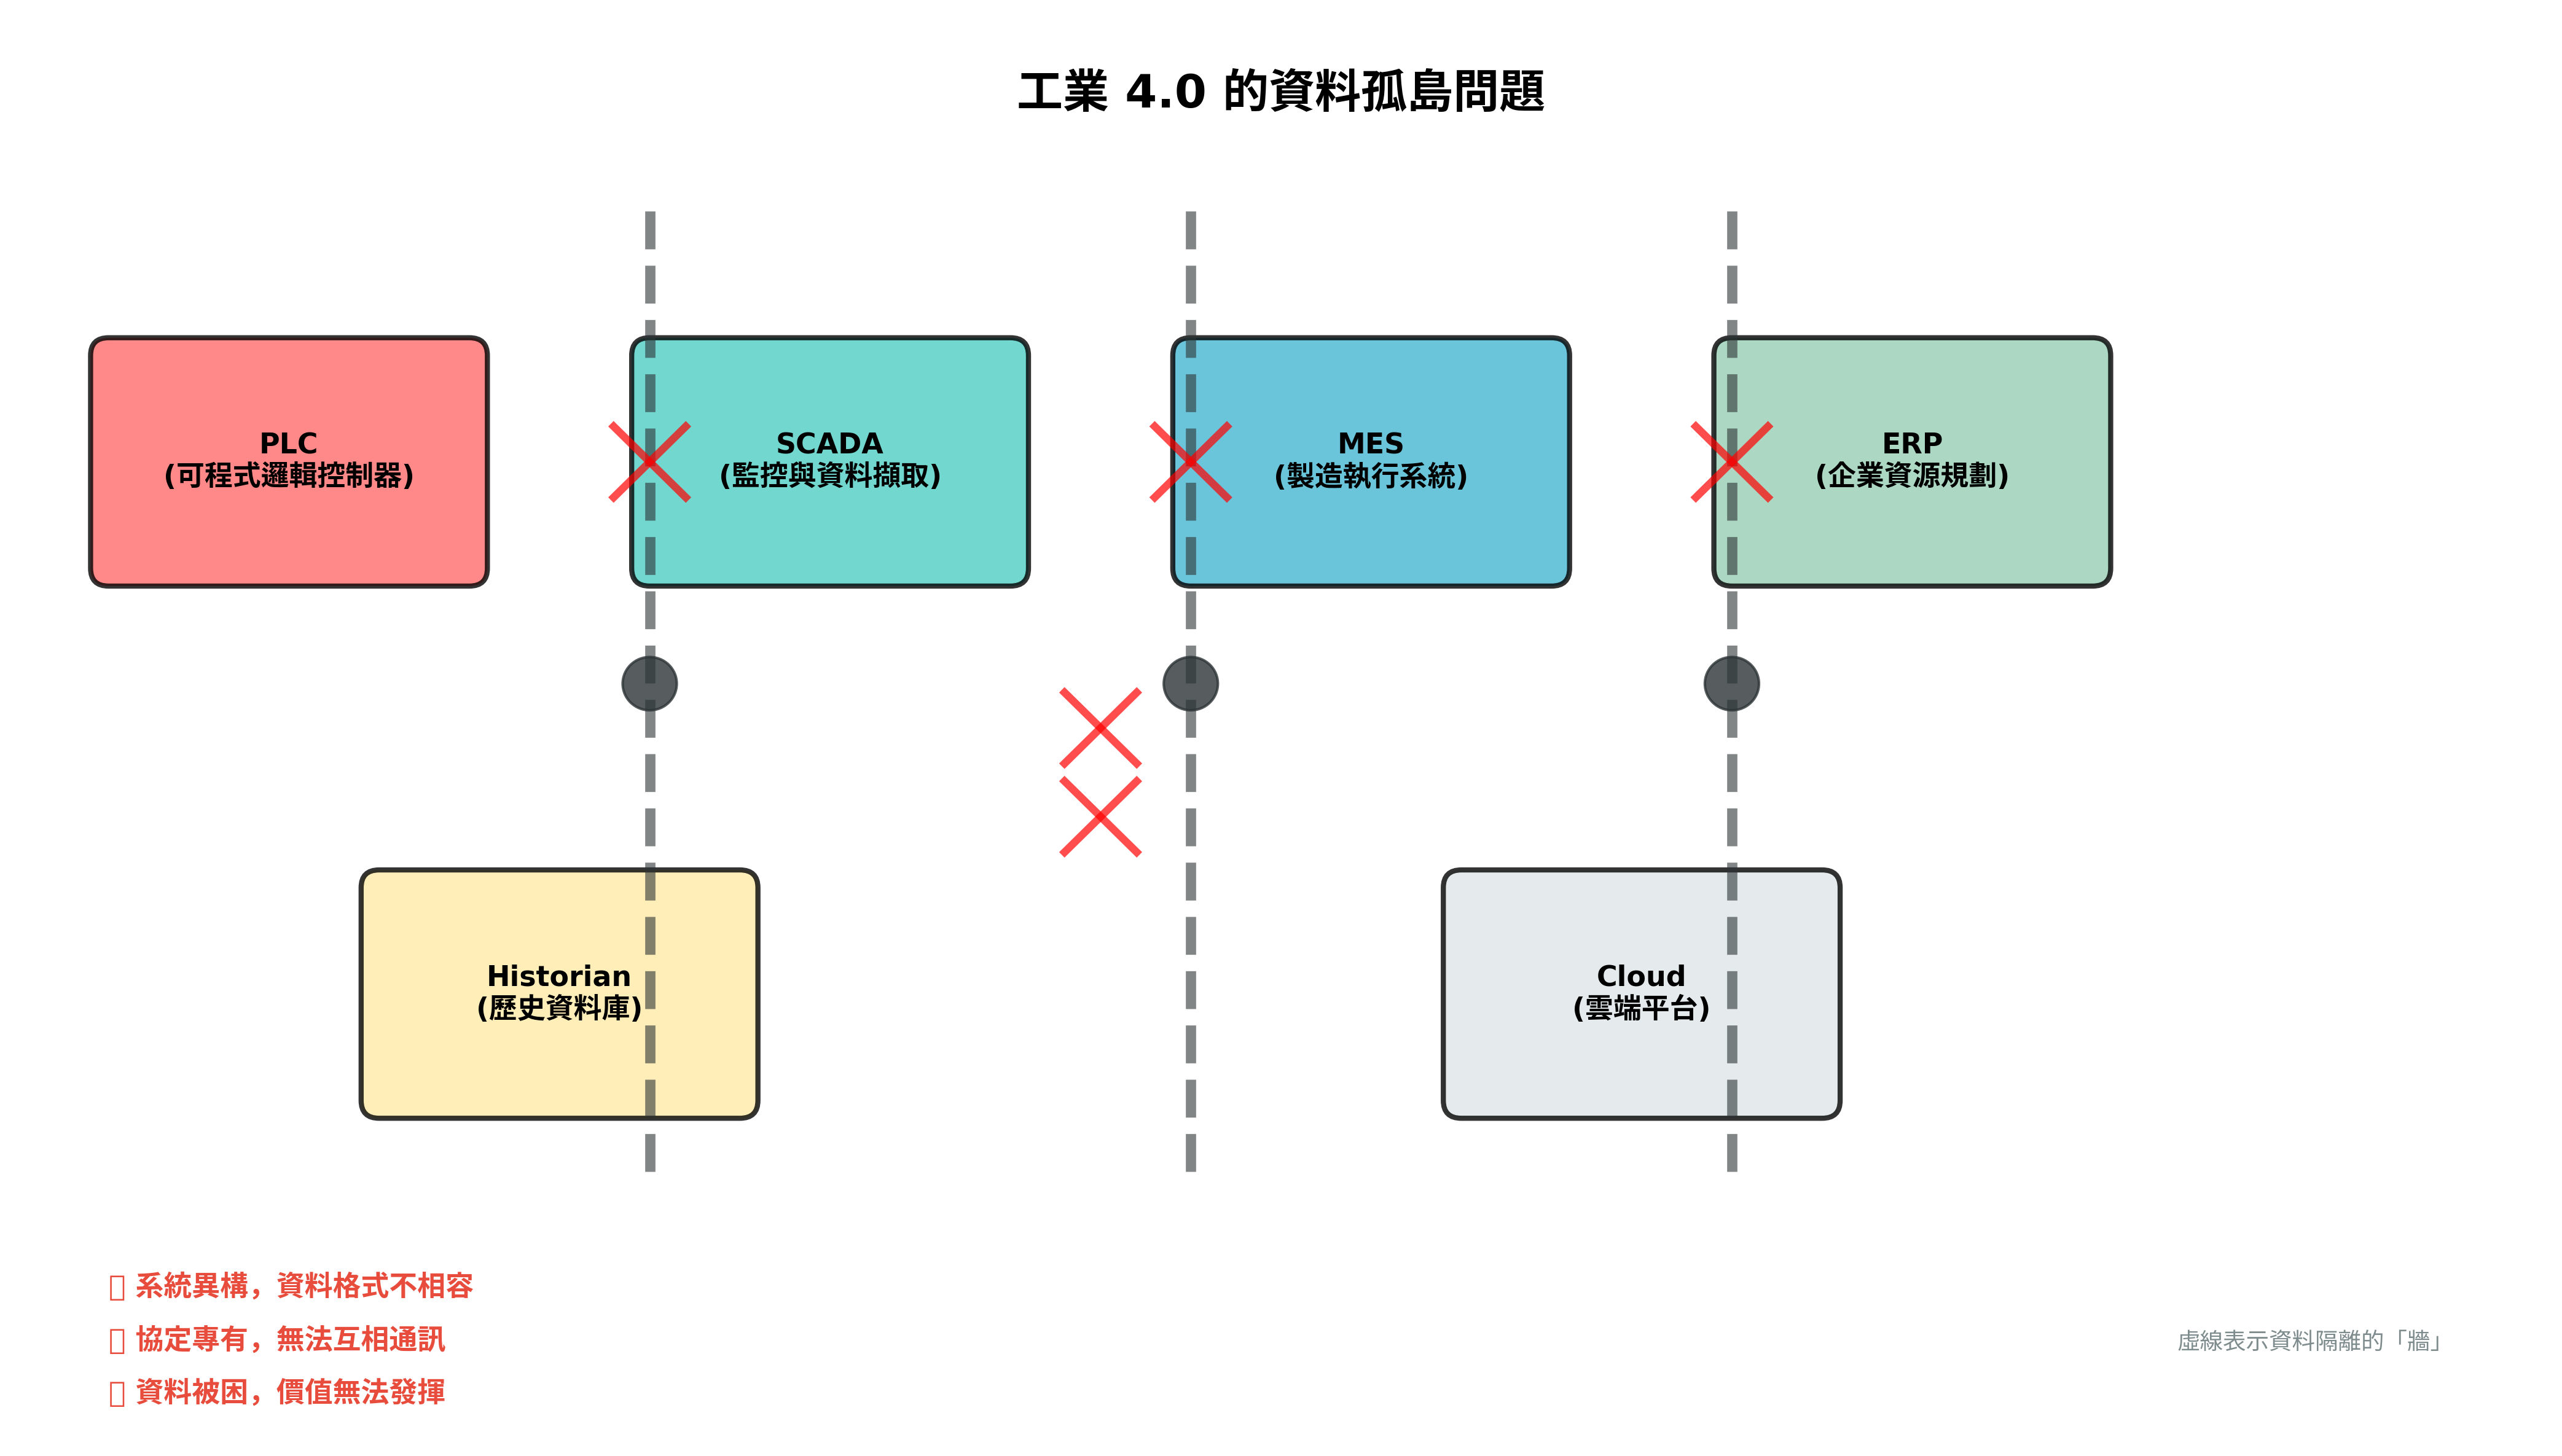 工業 4.0 的資料孤島問題
PLC
(可程式邏輯控制器)
SCADA
(監控與資料擷取)
MES
(製造執行系統)
ERP
(企業資源規劃)
Historian
(歷史資料庫)
Cloud
(雲端平台)
系統異構，資料格式不相容
協定專有，無法互相通訊
資料被困，價值無法發揮
虛線表示資料隔離的「牆」